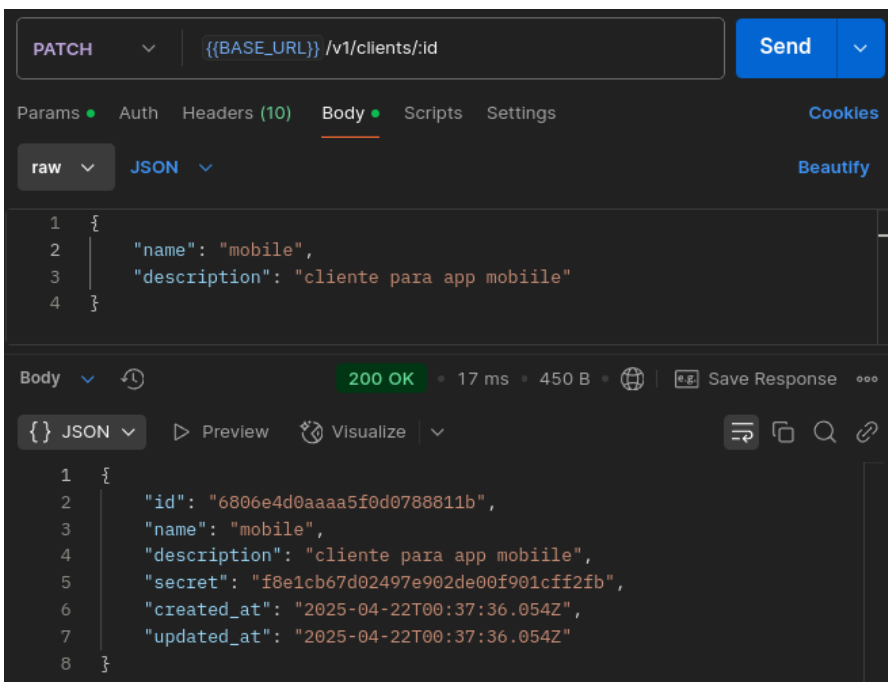 PATCH {{BASE_URL}} /v1/clients/:id Send
Params Auth Headers (10) Body Scripts Settings Cookies
raw JSON Beautify
1 {
2 "name": "mobile",
3 "description": "cliente para app mobiile"
4 }
Body 200 OK 17 ms 450 B e.g. Save Response
{} JSON Preview Visualize
1 {
2 "id": "6806e4d0aaaa5f0d0788811b",
3 "name": "mobile",
4 "description": "cliente para app mobiile",
5 "secret": "f8e1cb67d02497e902de00f901cff2fb",
6 "created_at": "2025-04-22T00:37:36.054Z",
7 "updated_at": "2025-04-22T00:37:36.054Z"
8 }